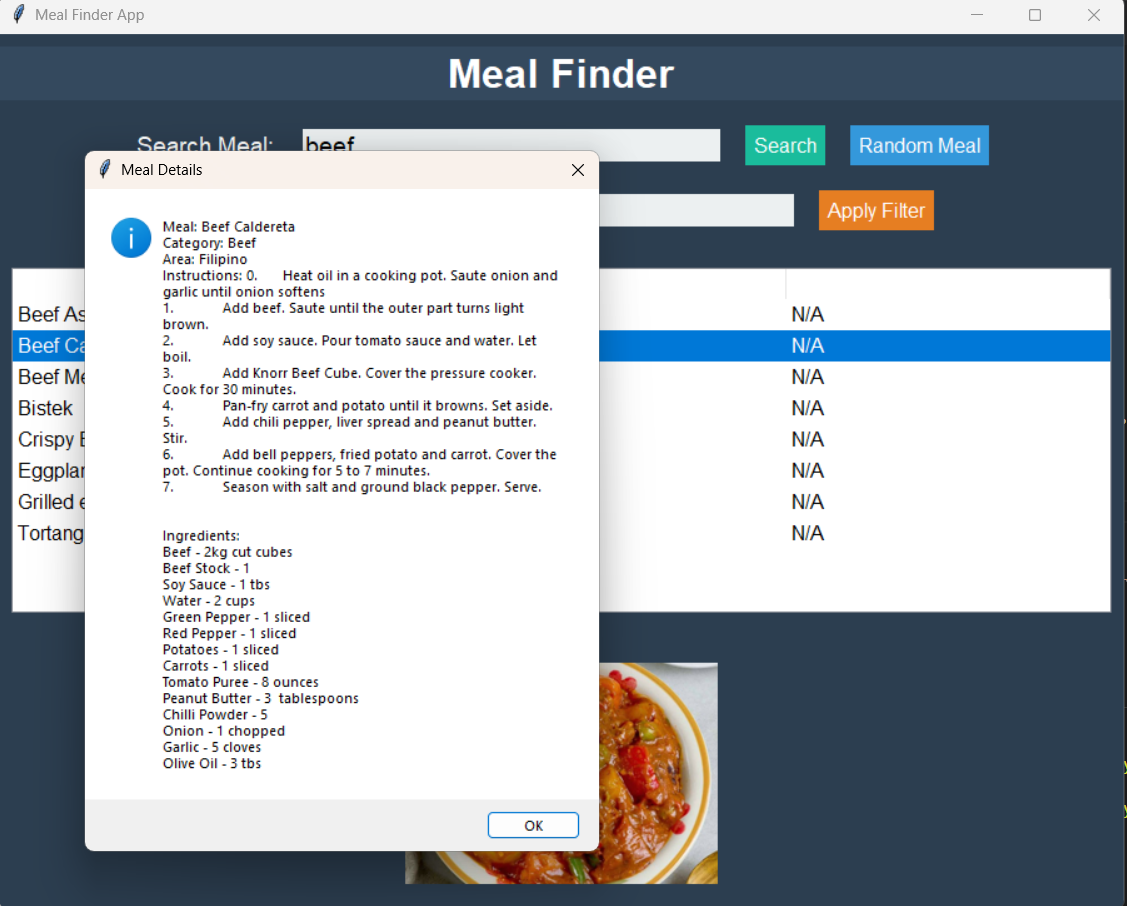 Meal Finder App
Meal Finder
Search Meal: beef Search Random Meal
Apply Filter
Meal Details
Meal: Beef Caldereta
Category: Beef
Area: Filipino
Instructions: 0. Heat oil in a cooking pot. Saute onion and
garlic until onion softens
1. Add beef. Saute until the outer part turns light
brown.
2. Add soy sauce. Pour tomato sauce and water. Let
boil.
3. Add Knorr Beef Cube. Cover the pressure cooker.
Cook for 30 minutes.
4. Pan-fry carrot and potato until it browns. Set aside.
5. Add chili pepper, liver spread and peanut butter.
Stir.
6. Add bell peppers, fried potato and carrot. Cover the
pot. Continue cooking for 5 to 7 minutes.
7. Season with salt and ground black pepper. Serve.
Ingredients:
Beef - 2kg cut cubes
Beef Stock - 1
Soy Sauce - 1 tbs
Water - 2 cups
Green Pepper - 1 sliced
Red Pepper - 1 sliced
Potatoes - 1 sliced
Carrots - 1 sliced
Tomato Puree - 8 ounces
Peanut Butter - 3 tablespoons
Chilli Powder - 5
Onion - 1 chopped
Garlic - 5 cloves
Olive Oil - 3 tbs
OK
Beef N/A
Beef N/A
Beef N/A
Bistek N/A
Crispy N/A
N/A
Grilled N/A
N/A